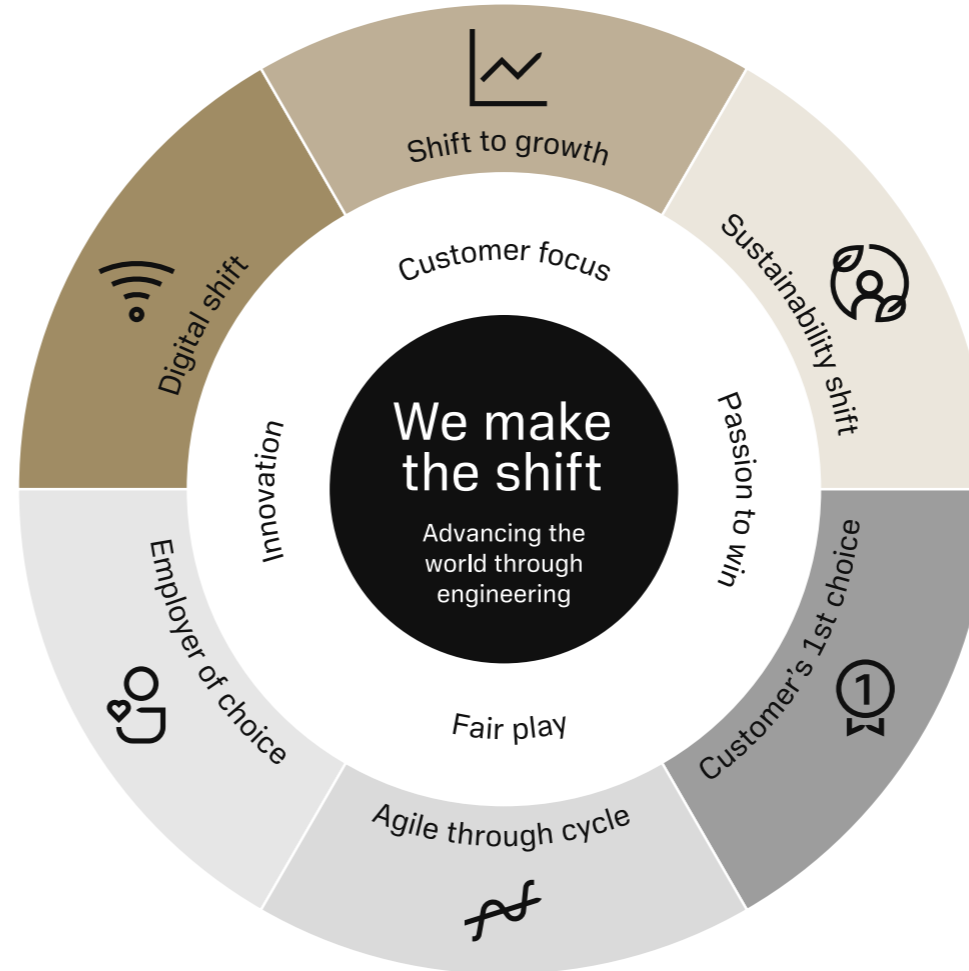 Shift to growth
Sustainability shift
Customer's 1st choice
Agile through cycle
Employer of choice
Digital shift
Customer focus
Passion to win
Fair play
Innovation
We make
the shift
Advancing the
world through
engineering
1